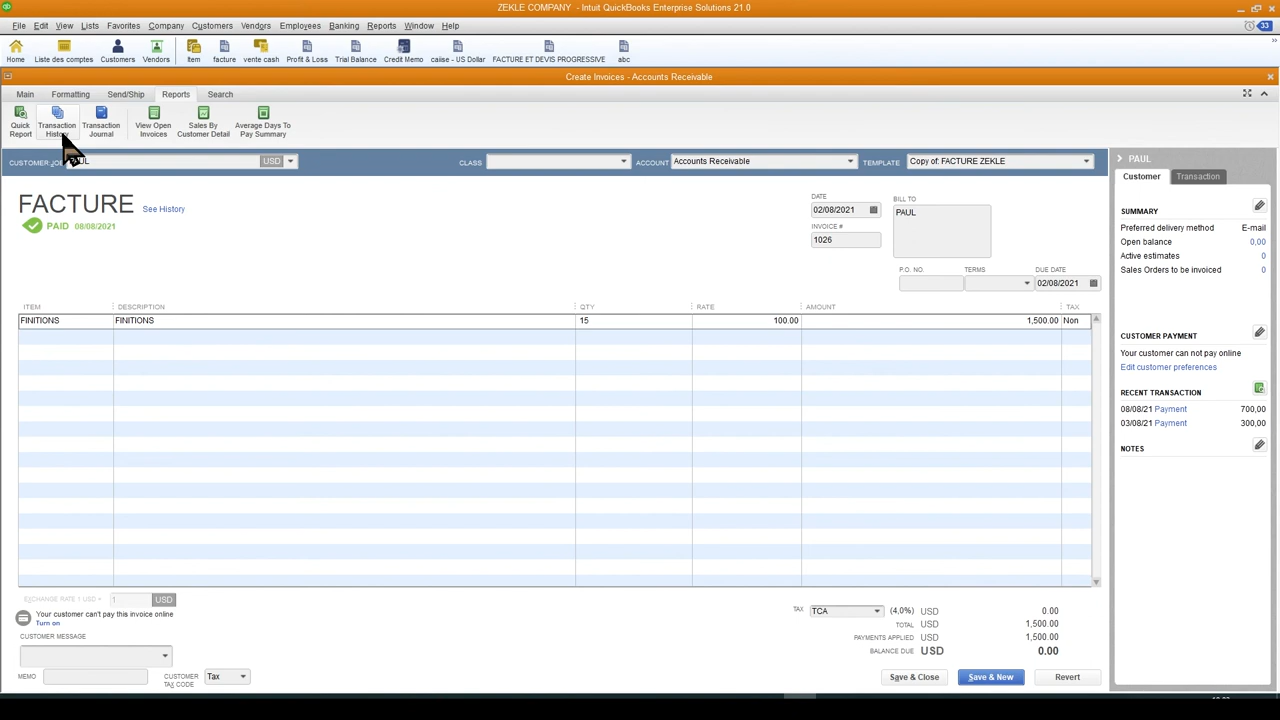 ZEKLE COMPANY - Intuit QuickBooks Enterprise Solutions 21.0
File Edit View Lists Favorites Company Customers Vendors Employees Banking Reports Window Help
33
Home Liste des comptes Customers Vendors Item facture vente cash Profit & Loss Trial Balance Credit Memo caiise - US Dollar FACTURE ET DEVIS PROGRESSIVE abc
Create Invoices - Accounts Receivable
Main Formatting Send/Ship Reports Search
Quick Report
Transaction History
Transaction Journal
View Open Invoices
Sales By Customer Detail
Average Days To Pay Summary
CUSTOMER:JOB PAUL USD CLASS ACCOUNT Accounts Receivable TEMPLATE Copy of: FACTURE ZEKLE
FACTURE See History
PAID 08/08/2021
DATE
02/08/2021
INVOICE #
1026
BILL TO
PAUL
P.O. NO. TERMS DUE DATE
02/08/2021
ITEM DESCRIPTION QTY RATE AMOUNT TAX
FINITIONS FINITIONS 15 100.00 1,500.00 Non
EXCHANGE RATE 1 USD = 1 USD
Your customer can't pay this invoice online
Turn on
CUSTOMER MESSAGE
MEMO CUSTOMER TAX CODE Tax
TAX TCA (4,0%) USD 0.00
TOTAL USD 1,500.00
PAYMENTS APPLIED USD 1,500.00
BALANCE DUE USD 0.00
Save & Close Save & New Revert
PAUL
Customer Transaction
SUMMARY
Preferred delivery method E-mail
Open balance 0,00
Active estimates 0
Sales Orders to be invoiced 0
CUSTOMER PAYMENT
Your customer can not pay online
Edit customer preferences
RECENT TRANSACTION
08/08/21 Payment 700,00
03/08/21 Payment 300,00
NOTES